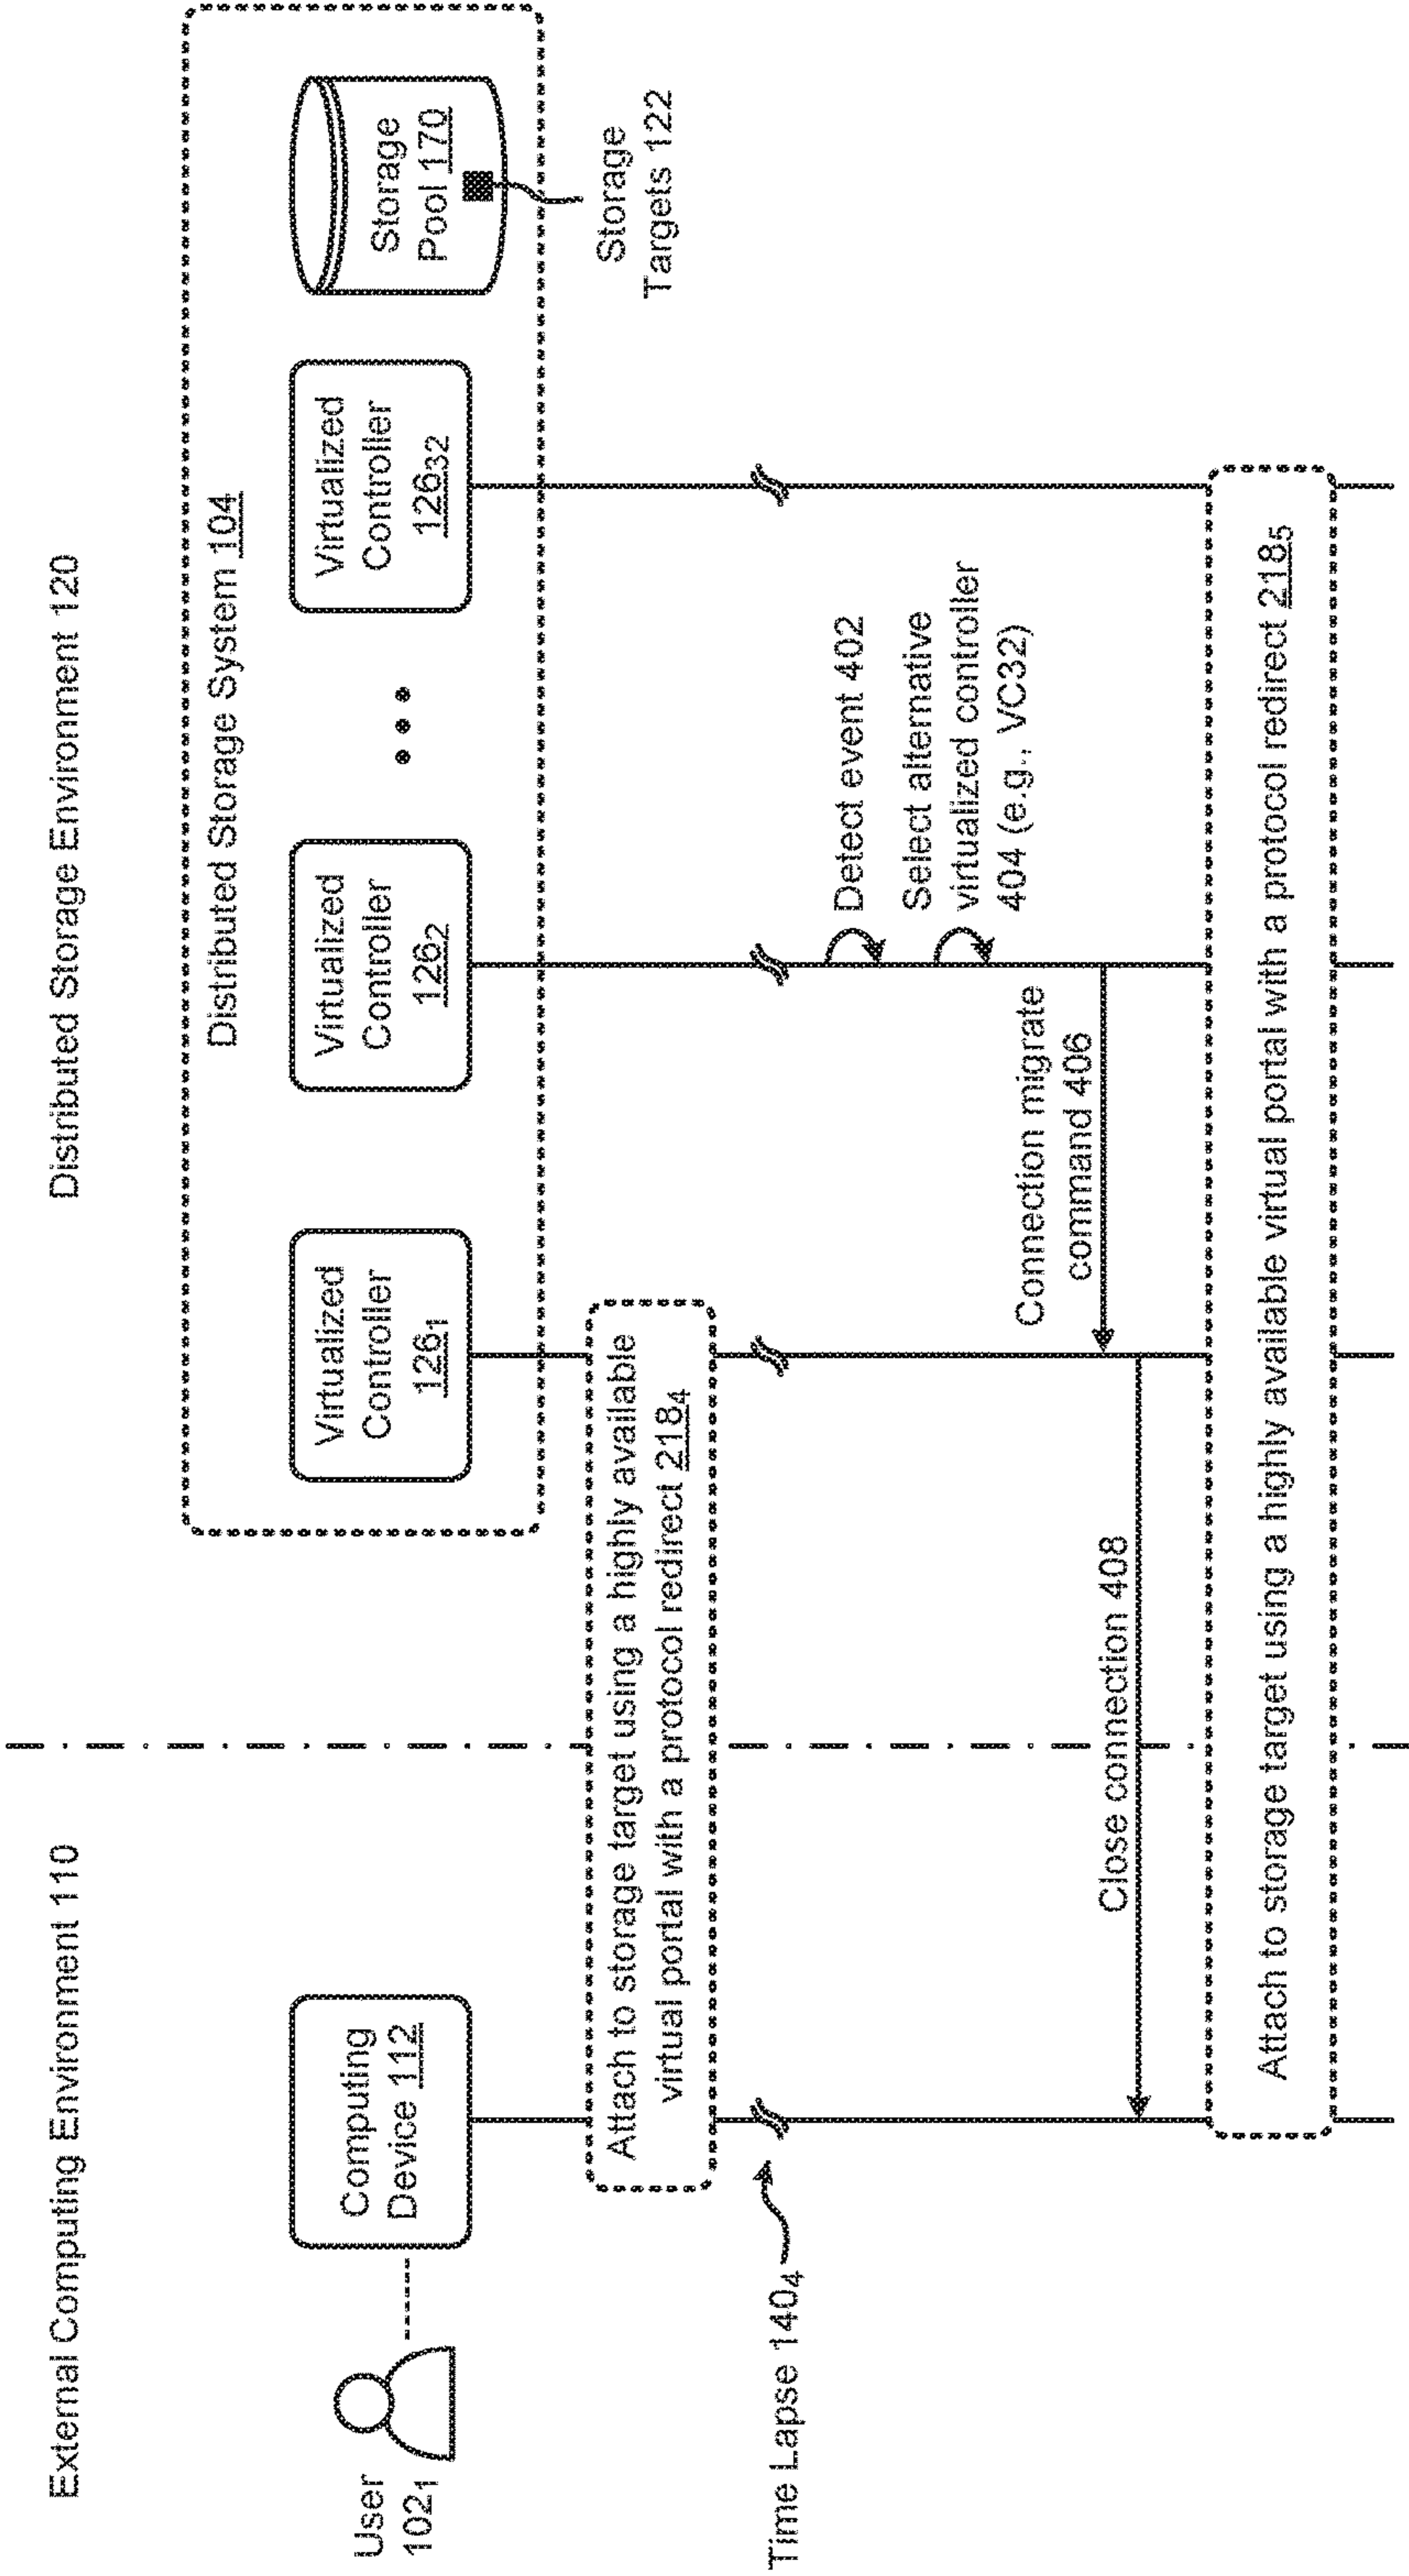 External Computing Environment 110
Distributed Storage Environment 120
Distributed Storage System 104
User
102₁
Computing
Device 112
Virtualized
Controller
126₁
Virtualized
Controller
126₂
Virtualized
Controller
126₃₂
Storage
Pool 170
Storage
Targets 122
Attach to storage target using a highly available
virtual portal with a protocol redirect 218₄
Time Lapse 140₄
Detect event 402
Select alternative
virtualized controller
404 (e.g., VC32)
Connection migrate
command 406
Close connection 408
Attach to storage target using a highly available virtual portal with a protocol redirect 218₅